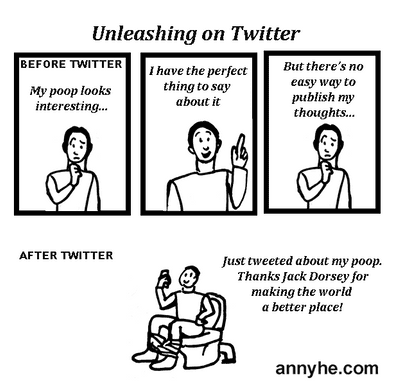 Unleashing on Twitter
BEFORE TWITTER
My poop looks
interesting...
I have the perfect
thing to say
about it
But there's no
easy way to
publish my
thoughts...
AFTER TWITTER
Just tweeted about my poop.
Thanks Jack Dorsey for
making the world
a better place!
annyhe.com